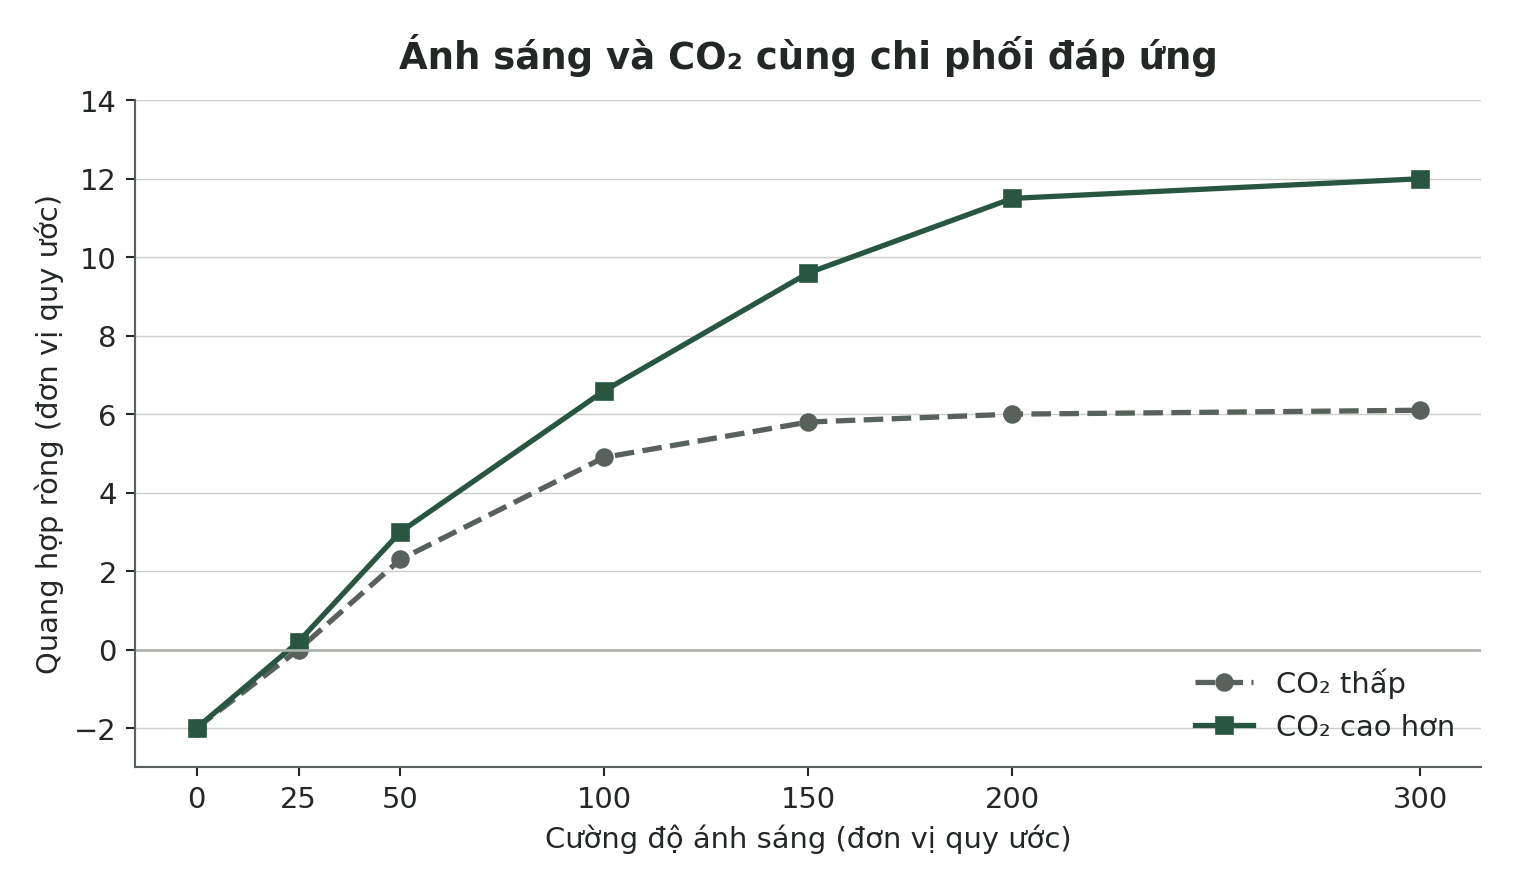 Ánh sáng và CO₂ cùng chi phối đáp ứng
Quang hợp ròng (đơn vị quy ước)
14
12
10
8
6
4
2
0
−2
CO₂ thấp
CO₂ cao hơn
0 25 50 100 150 200 300
Cường độ ánh sáng (đơn vị quy ước)